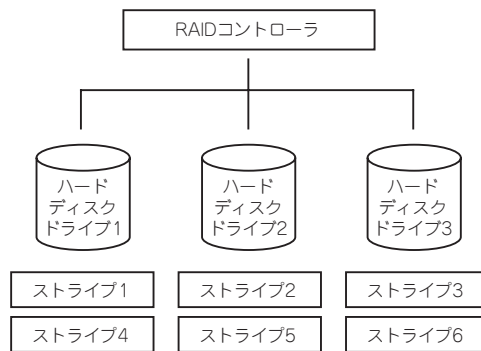 RAIDコントローラ
ハード
ディスク
ドライブ1
ハード
ディスク
ドライブ2
ハード
ディスク
ドライブ3
ストライプ1
ストライプ2
ストライプ3
ストライプ4
ストライプ5
ストライプ6